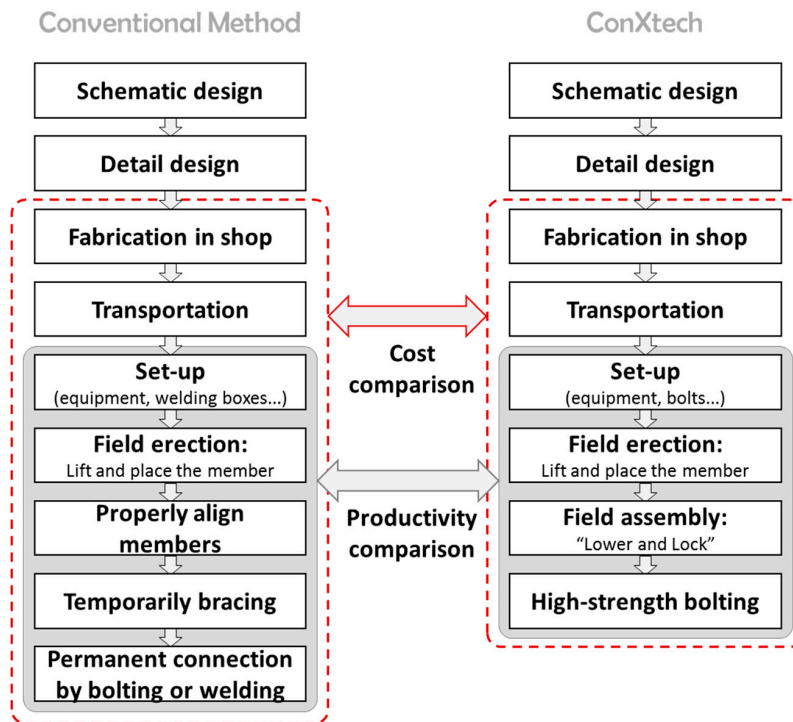 Conventional Method
Schematic design
Detail design
Fabrication in shop
Transportation
Set-up
(equipment, welding boxes...)
Field erection:
Lift and place the member
Properly align
members
Temporarily bracing
Permanent connection
by bolting or welding
Cost
comparison
Productivity
comparison
ConXtech
Schematic design
Detail design
Fabrication in shop
Transportation
Set-up
(equipment, bolts...)
Field erection:
Lift and place the member
Field assembly:
“Lower and Lock”
High-strength bolting